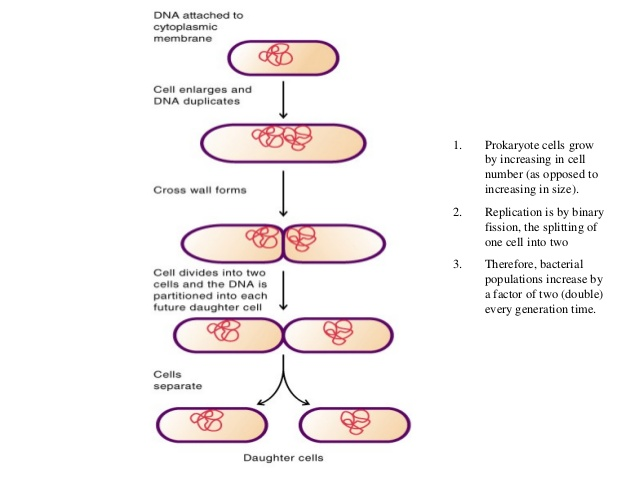 DNA attached to
cytoplasmic
membrane
Cell enlarges and
DNA duplicates
Cross wall forms
Cell divides into two
cells and the DNA is
partitioned into each
future daughter cell
Cells
separate
Daughter cells
1. Prokaryote cells grow
by increasing in cell
number (as opposed to
increasing in size).
2. Replication is by binary
fission, the splitting of
one cell into two
3. Therefore, bacterial
populations increase by
a factor of two (double)
every generation time.